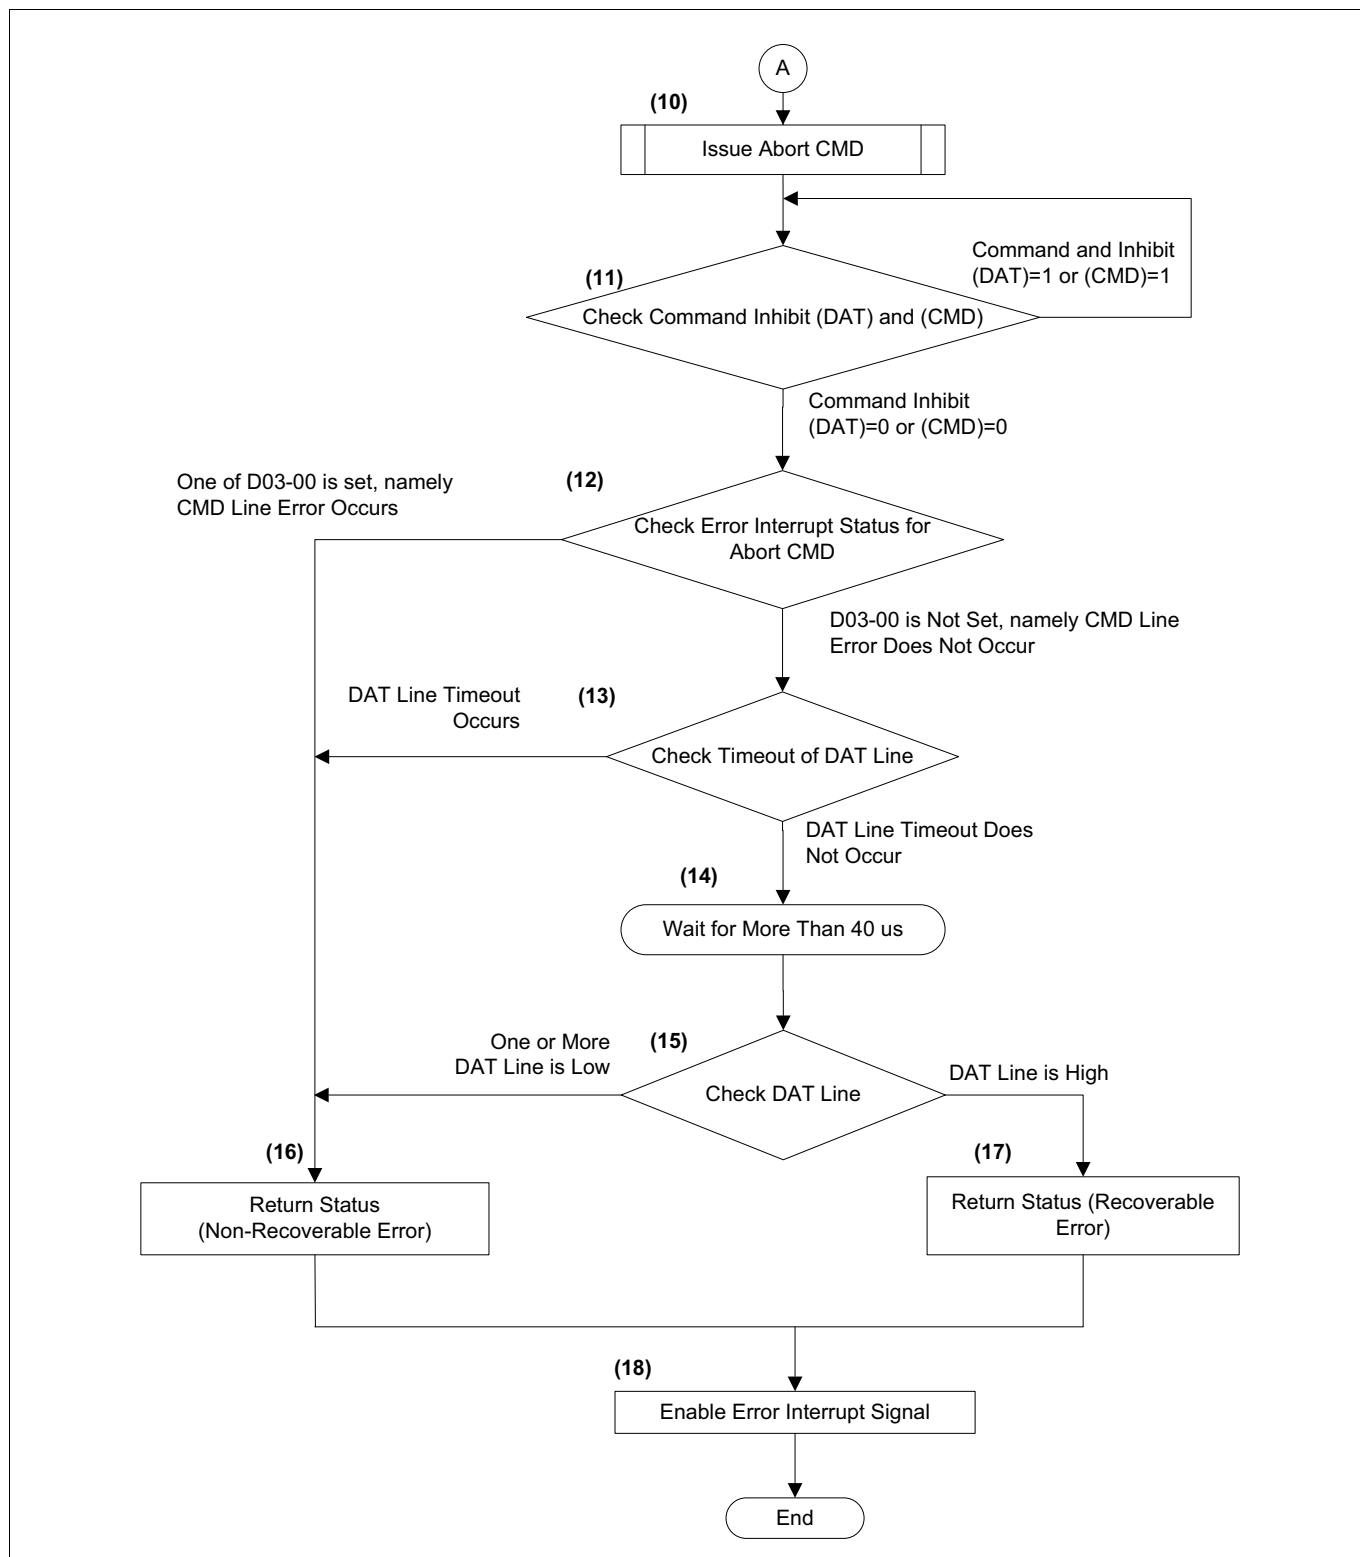 A
(10)
Issue Abort CMD
Command and Inhibit
(DAT)=1 or (CMD)=1
(11)
Check Command Inhibit (DAT) and (CMD)
Command Inhibit
(DAT)=0 or (CMD)=0
One of D03-00 is set, namely
CMD Line Error Occurs
(12)
Check Error Interrupt Status for
Abort CMD
D03-00 is Not Set, namely CMD Line
Error Does Not Occur
DAT Line Timeout
Occurs
(13)
Check Timeout of DAT Line
DAT Line Timeout Does
Not Occur
(14)
Wait for More Than 40 us
One or More
DAT Line is Low
(15)
Check DAT Line
DAT Line is High
(16)
Return Status
(Non-Recoverable Error)
(17)
Return Status (Recoverable
Error)
(18)
Enable Error Interrupt Signal
End